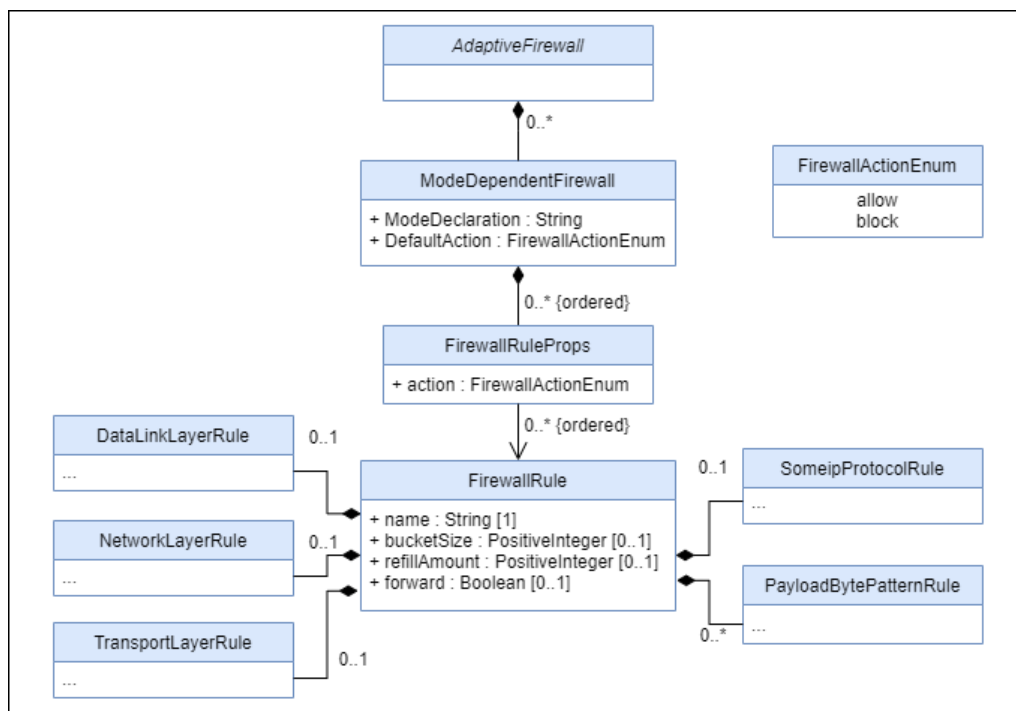 AdaptiveFirewall
0..*
ModeDependentFirewall
+ ModeDeclaration : String
+ DefaultAction : FirewallActionEnum
FirewallActionEnum
allow
block
0..* {ordered}
FirewallRuleProps
+ action : FirewallActionEnum
0..* {ordered}
DataLinkLayerRule
...
0..1
FirewallRule
+ name : String [1]
+ bucketSize : PositiveInteger [0..1]
+ refillAmount : PositiveInteger [0..1]
+ forward : Boolean [0..1]
0..1
SomeipProtocolRule
...
NetworkLayerRule
...
0..1
PayloadBytePatternRule
...
0..*
TransportLayerRule
...
0..1